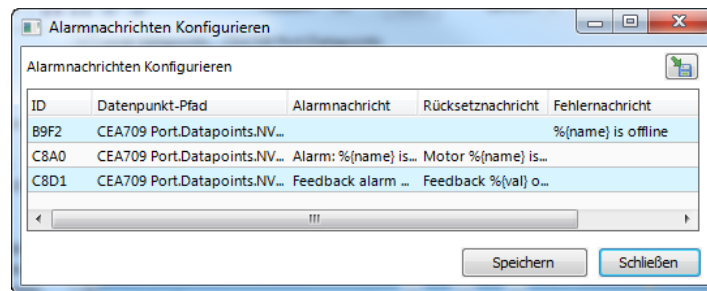 Alarmnachrichten Konfigurieren
Alarmnachrichten Konfigurieren
ID Datenpunkt-Pfad Alarmnachricht Rücksetznachricht Fehlernachricht
B9F2 CEA709 Port.Datapoints.NV... %{name} is offline
C8A0 CEA709 Port.Datapoints.NV... Alarm: %{name} is... Motor %{name} is...
C8D1 CEA709 Port.Datapoints.NV... Feedback alarm ... Feedback %{val} o...
Speichern Schließen